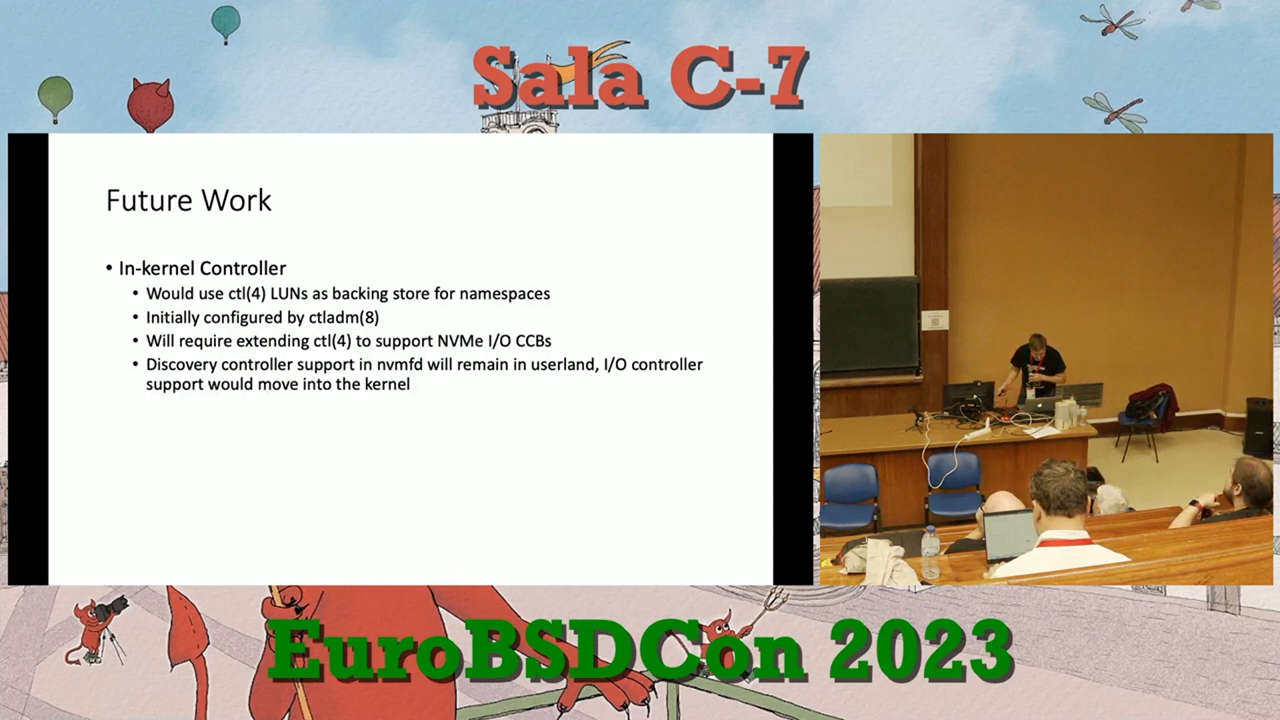 Sala C-7
Future Work
• In-kernel Controller
• Would use ctl(4) LUNs as backing store for namespaces
• Initially configured by ctladm(8)
• Will require extending ctl(4) to support NVMe I/O CCBs
• Discovery controller support in nvmfd will remain in userland, I/O controller
support would move into the kernel
EuroBSDCon 2023